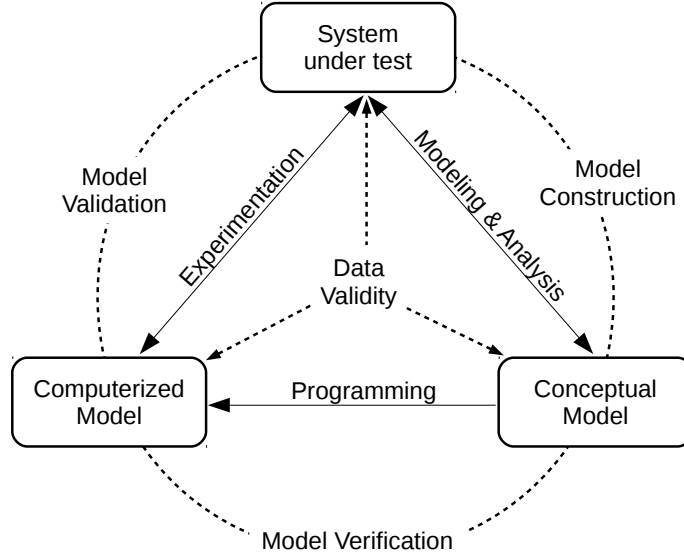 System
under test
Model
Validation
Experimentation
Modeling & Analysis
Model
Construction
Data
Validity
Computerized
Model
Programming
Conceptual
Model
Model Verification